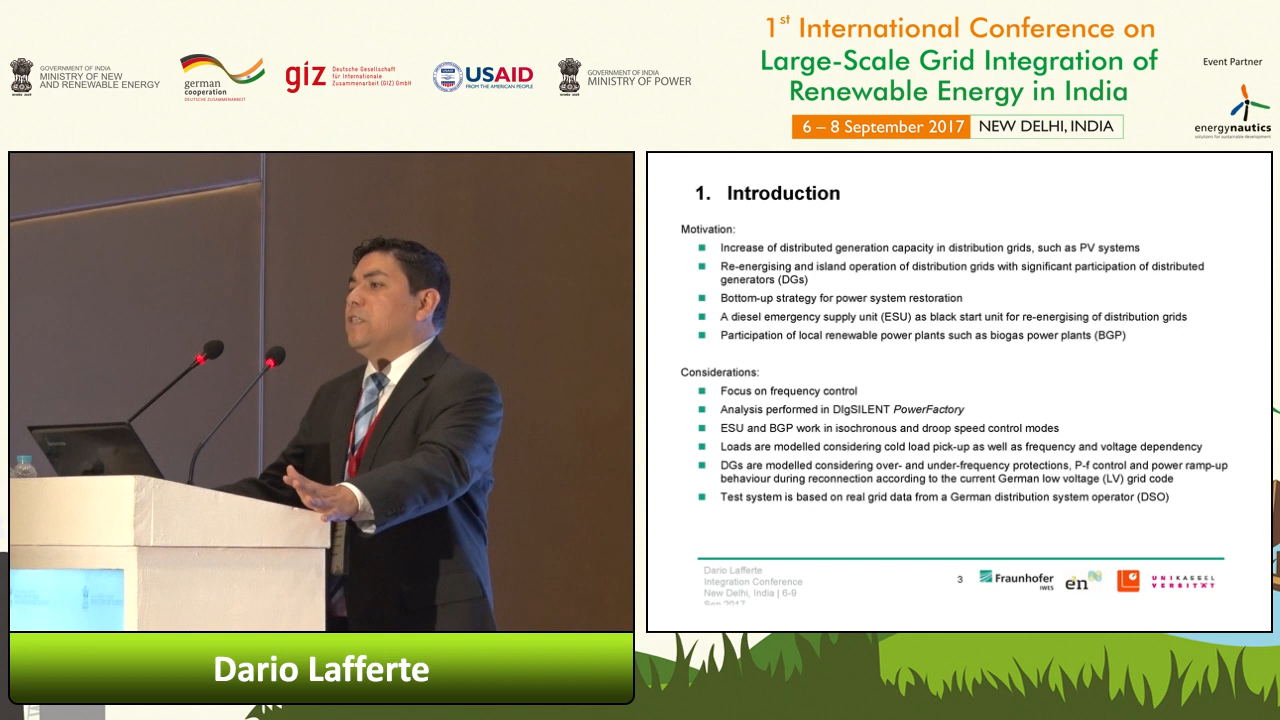 GOVERNMENT OF INDIA
MINISTRY OF NEW
AND RENEWABLE ENERGY
german
cooperation
DEUTSCHE ZUSAMMENARBEIT
giz
Deutsche Gesellschaft
für Internationale
Zusammenarbeit (GIZ) GmbH
USAID
FROM THE AMERICAN PEOPLE
GOVERNMENT OF INDIA
MINISTRY OF POWER
1st International Conference on
Large-Scale Grid Integration of
Renewable Energy in India
6 – 8 September 2017 NEW DELHI, INDIA
Event Partner
energynautics
solutions for sustainable development
1. Introduction
Motivation:
Increase of distributed generation capacity in distribution grids, such as PV systems
Re-energising and island operation of distribution grids with significant participation of distributed
generators (DGs)
Bottom-up strategy for power system restoration
A diesel emergency supply unit (ESU) as black start unit for re-energising of distribution grids
Participation of local renewable power plants such as biogas power plants (BGP)
Considerations:
Focus on frequency control
Analysis performed in DIgSILENT PowerFactory
ESU and BGP work in isochronous and droop speed control modes
Loads are modelled considering cold load pick-up as well as frequency and voltage dependency
DGs are modelled considering over- and under-frequency protections, P-f control and power ramp-up
behaviour during reconnection according to the current German low voltage (LV) grid code
Test system is based on real grid data from a German distribution system operator (DSO)
Dario Lafferte
Integration Conference
New Delhi, India | 6-9
Sep 2017
3
Fraunhofer
IWES
en
UNIKASSEL
VERSITÄT
Dario Lafferte